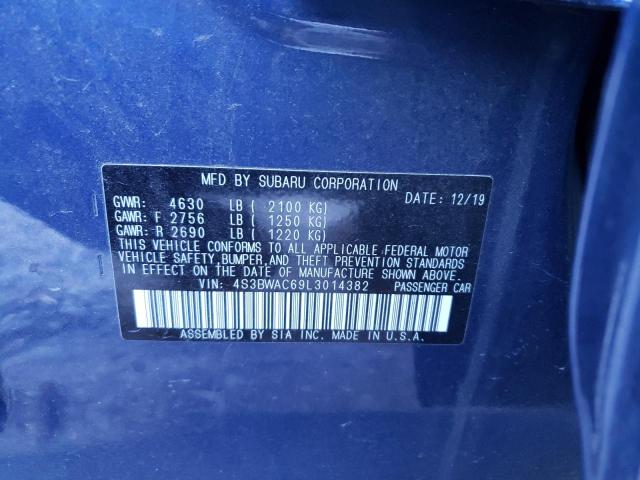 MFD BY SUBARU CORPORATION
GVWR: 4630 LB ( 2100 KG) DATE: 12/19
GAWR: F 2756 LB ( 1250 KG)
GAWR: R 2690 LB ( 1220 KG)
THIS VEHICLE CONFORMS TO ALL APPLICABLE FEDERAL MOTOR
VEHICLE SAFETY, BUMPER, AND THEFT PREVENTION STANDARDS
IN EFFECT ON THE DATE OF MANUFACTURE SHOWN ABOVE.
VIN: 4S3BWAC69L3014382 PASSENGER CAR
ASSEMBLED BY SIA INC. MADE IN U.S.A.